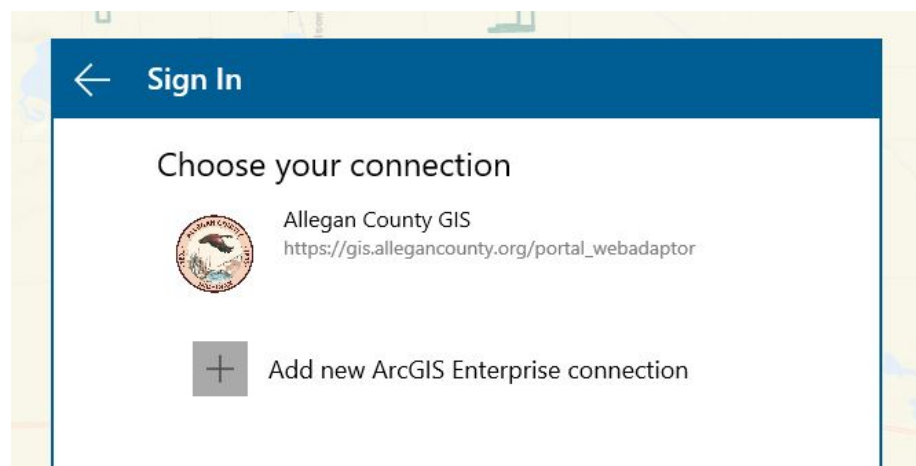 Sign In
Choose your connection
Allegan County GIS
https://gis.allegancounty.org/portal_webadaptor
Add new ArcGIS Enterprise connection